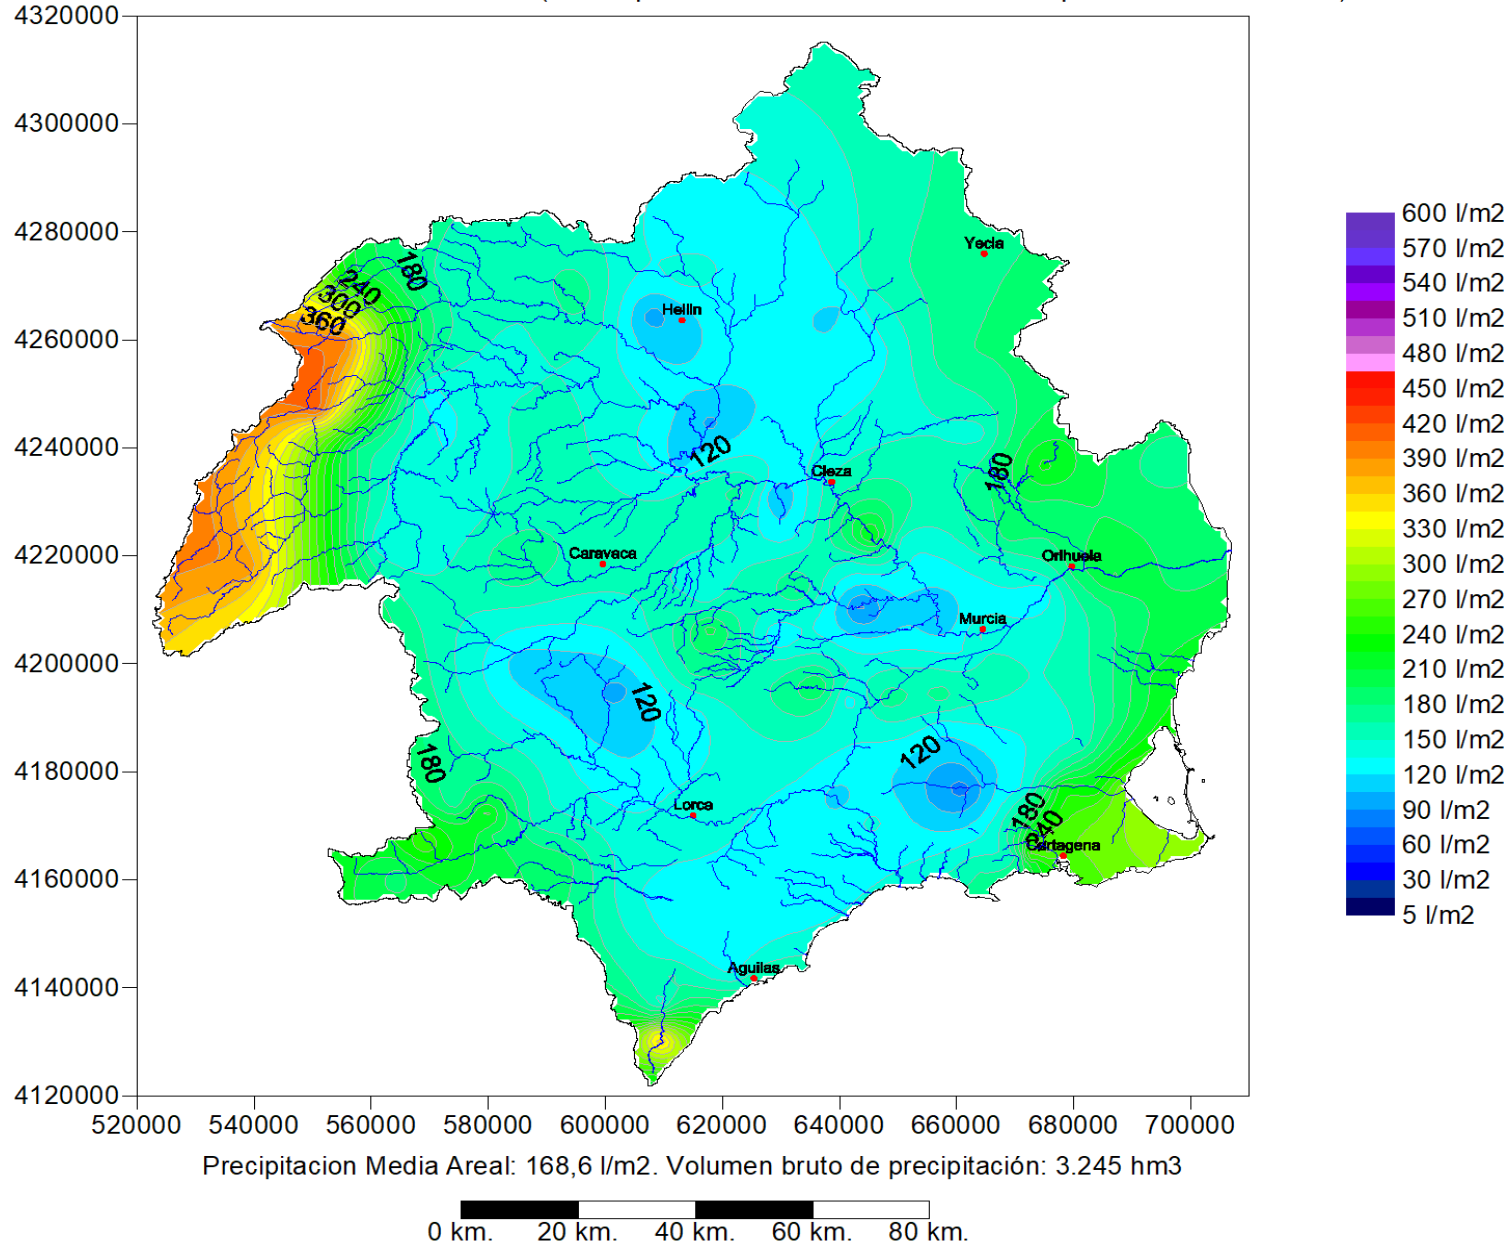 4320000
4300000
4280000
4260000
4240000
4220000
4200000
4180000
4160000
4140000
4120000
520000 540000 560000 580000 600000 620000 640000 660000 680000 700000
180
240
300
360
Yecla
Hellin
120
Cieza
180
Caravaca
Orihuela
Murcia
120
180
120
Lorca
180
240
Cartagena
Aguilas
600 l/m2
570 l/m2
540 l/m2
510 l/m2
480 l/m2
450 l/m2
420 l/m2
390 l/m2
360 l/m2
330 l/m2
300 l/m2
270 l/m2
240 l/m2
210 l/m2
180 l/m2
150 l/m2
120 l/m2
90 l/m2
60 l/m2
30 l/m2
5 l/m2
Precipitacion Media Areal: 168,6 l/m2. Volumen bruto de precipitación: 3.245 hm3
0 km. 20 km. 40 km. 60 km. 80 km.